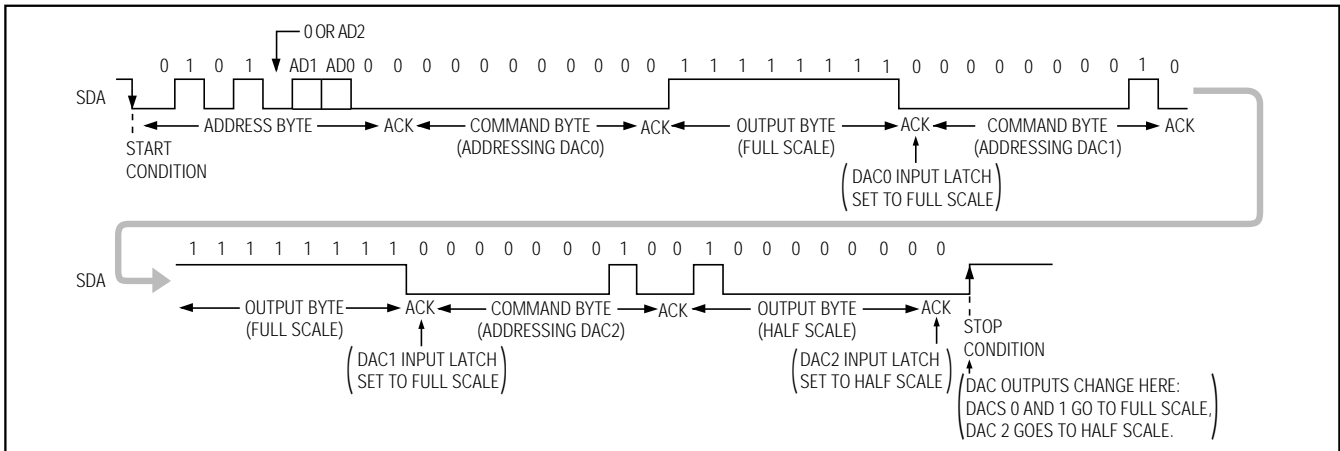 0 OR AD2
0 1 0 1 AD1 AD0 0 0 0 0 0 0 0 0 0 0 0 1 1 1 1 1 1 1 1 0 0 0 0 0 0 0 0 1 0
SDA
ADDRESS BYTE ACK COMMAND BYTE ACK OUTPUT BYTE ACK COMMAND BYTE ACK
(ADDRESSING DAC0) (FULL SCALE) (ADDRESSING DAC1)
START
CONDITION
(DAC0 INPUT LATCH
SET TO FULL SCALE)
1 1 1 1 1 1 1 1 0 0 0 0 0 0 0 1 0 0 1 0 0 0 0 0 0 0 0
SDA
OUTPUT BYTE ACK COMMAND BYTE ACK OUTPUT BYTE ACK
(FULL SCALE) (ADDRESSING DAC2) (HALF SCALE)
STOP
CONDITION
(DAC1 INPUT LATCH
SET TO FULL SCALE)
(DAC2 INPUT LATCH
SET TO HALF SCALE)
(DAC OUTPUTS CHANGE HERE:
DACS 0 AND 1 GO TO FULL SCALE,
DAC 2 GOES TO HALF SCALE.)